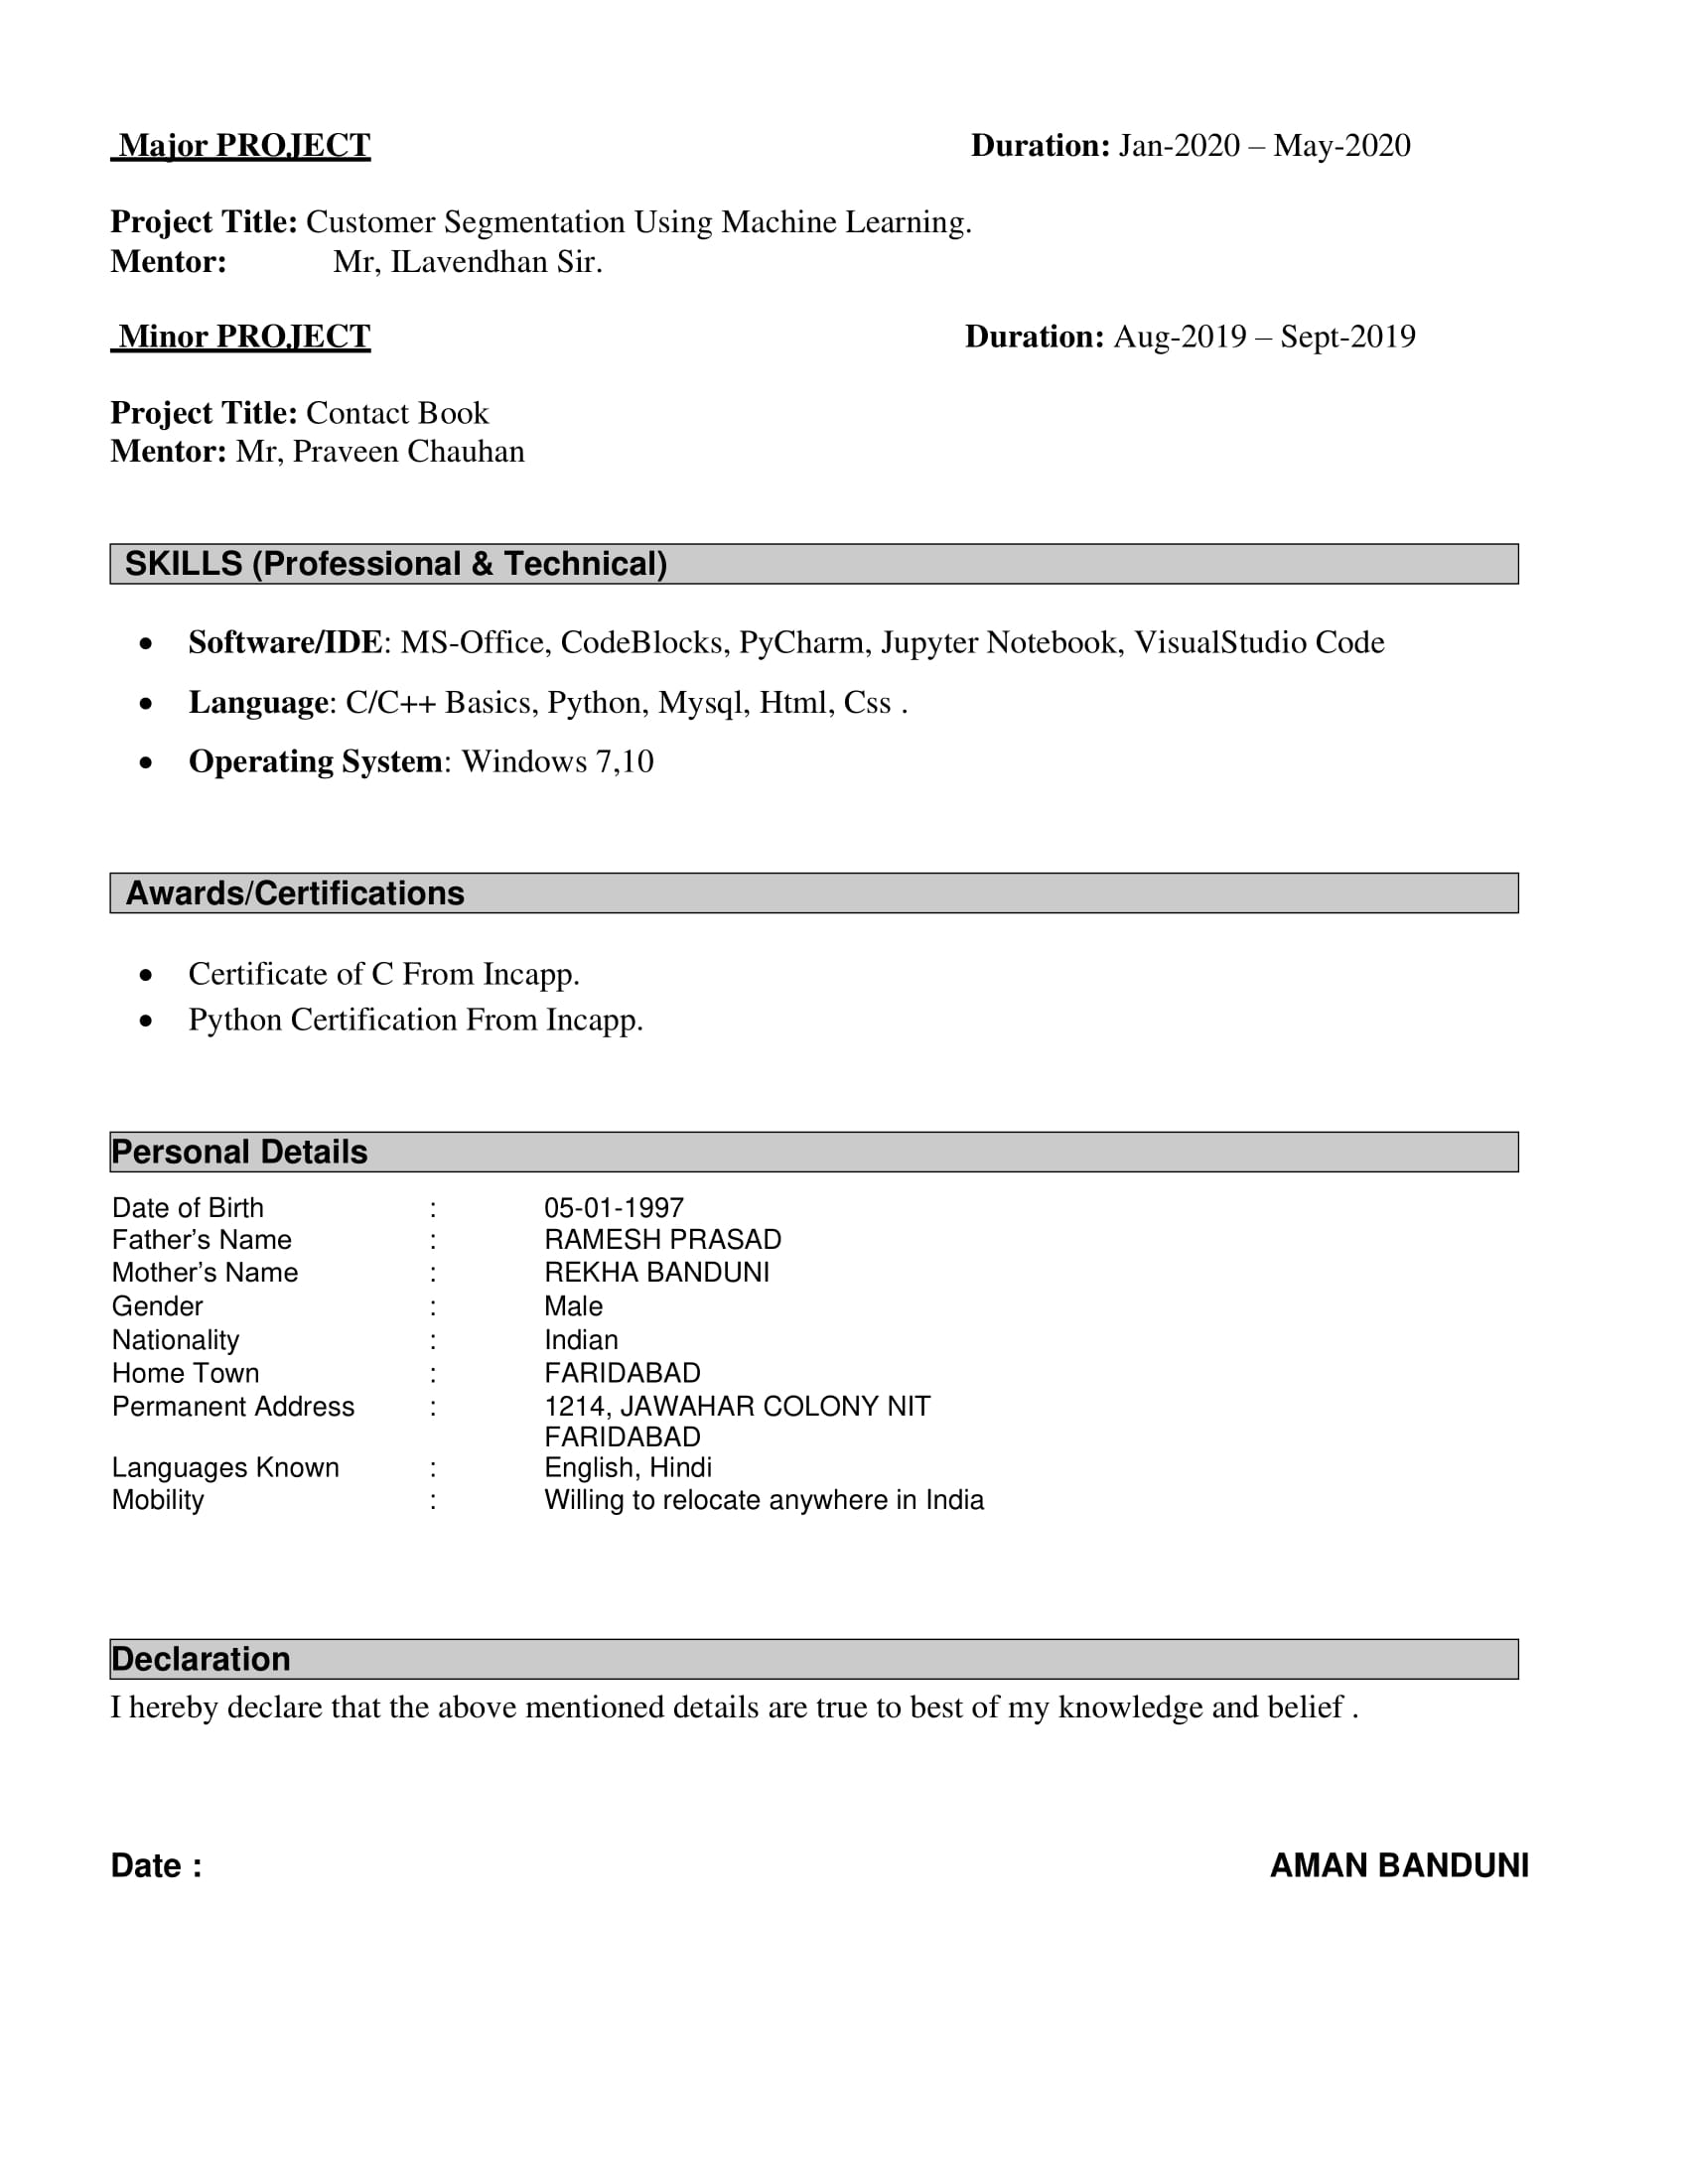 Major PROJECT Duration: Jan-2020 – May-2020
Project Title: Customer Segmentation Using Machine Learning.
Mentor: Mr, ILavendhan Sir.
Minor PROJECT Duration: Aug-2019 – Sept-2019
Project Title: Contact Book
Mentor: Mr, Praveen Chauhan
SKILLS (Professional & Technical)
• Software/IDE: MS-Office, CodeBlocks, PyCharm, Jupyter Notebook, VisualStudio Code
• Language: C/C++ Basics, Python, Mysql, Html, Css .
• Operating System: Windows 7,10
Awards/Certifications
• Certificate of C From Incapp.
• Python Certification From Incapp.
Personal Details
Date of Birth : 05-01-1997
Father’s Name : RAMESH PRASAD
Mother’s Name : REKHA BANDUNI
Gender : Male
Nationality : Indian
Home Town : FARIDABAD
Permanent Address : 1214, JAWAHAR COLONY NIT
FARIDABAD
Languages Known : English, Hindi
Mobility : Willing to relocate anywhere in India
Declaration
I hereby declare that the above mentioned details are true to best of my knowledge and belief .
Date : AMAN BANDUNI